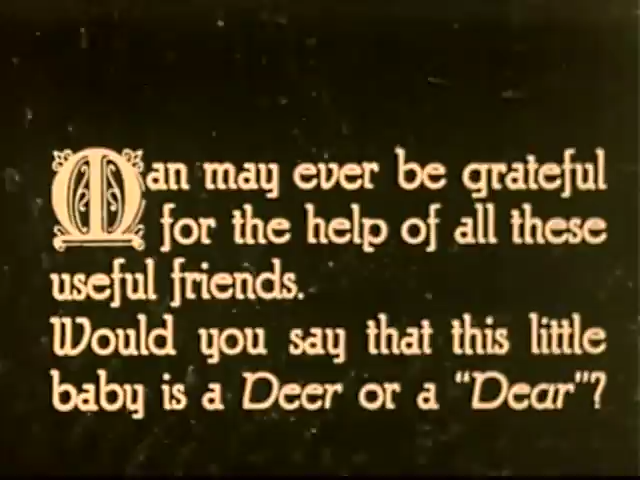 Man may ever be grateful
for the help of all these
useful friends.
Would you say that this little
baby is a Deer or a "Dear"?